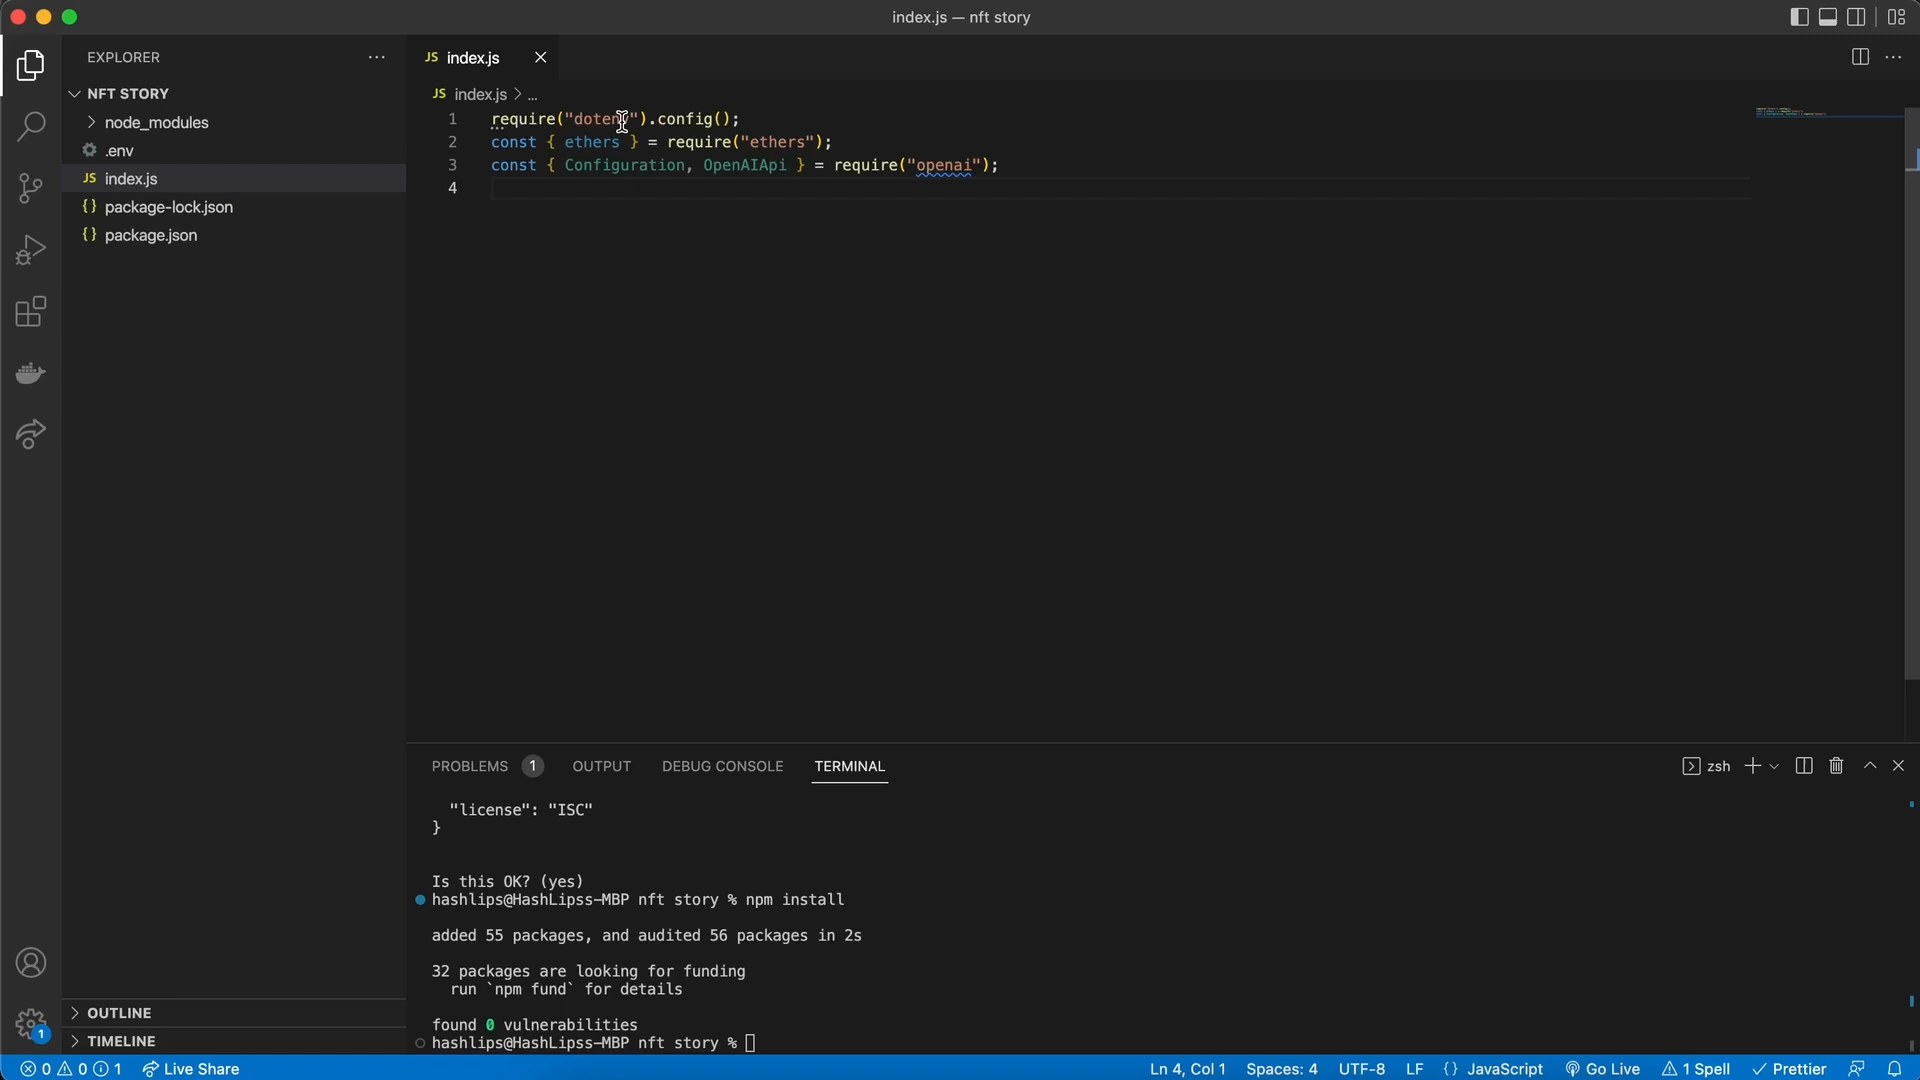 index.js — nft story
EXPLORER
NFT STORY
node_modules
.env
JS index.js
{} package-lock.json
{} package.json
OUTLINE
TIMELINE
1
JS index.js
JS index.js > ...
1 require("dotenv").config();
2 const { ethers } = require("ethers");
3 const { Configuration, OpenAIApi } = require("openai");
4
PROBLEMS 1 OUTPUT DEBUG CONSOLE TERMINAL
zsh
"license": "ISC"
}
Is this OK? (yes)
hashlips@HashLipss-MBP nft story % npm install
added 55 packages, and audited 56 packages in 2s
32 packages are looking for funding
run `npm fund` for details
found 0 vulnerabilities
hashlips@HashLipss-MBP nft story %
0 0 1 Live Share Ln 4, Col 1 Spaces: 4 UTF-8 LF {} JavaScript Go Live 1 Spell Prettier